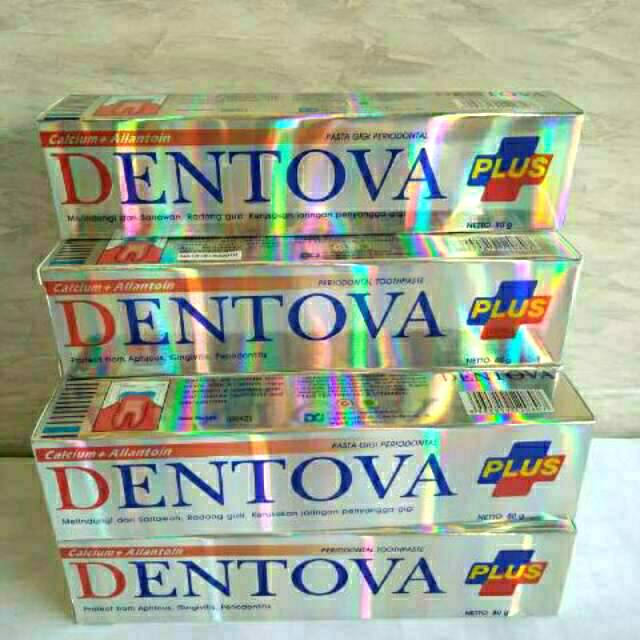 Calcium + Allantoin
PASTA GIGI PERIODONTAL
DENTOVA PLUS
Melindungi dari Sariawan, Radang gusi, Kerusakan jaringan penyangga gigi
NETTO 80 g
Calcium + Allantoin
PERIODONTAL TOOTHPASTE
DENTOVA PLUS
Protect from Aphtous, Gingivitis, Periodontitis
NETTO 80 g
DENTOVA
Calcium + Allantoin
PASTA GIGI PERIODONTAL
DENTOVA PLUS
Melindungi dari Sariawan, Radang gusi, Kerusakan jaringan penyangga gigi
NETTO 80 g
Calcium + Allantoin
PERIODONTAL TOOTHPASTE
DENTOVA PLUS
Protect from Aphtous, Gingivitis, Periodontitis
NETTO 80 g